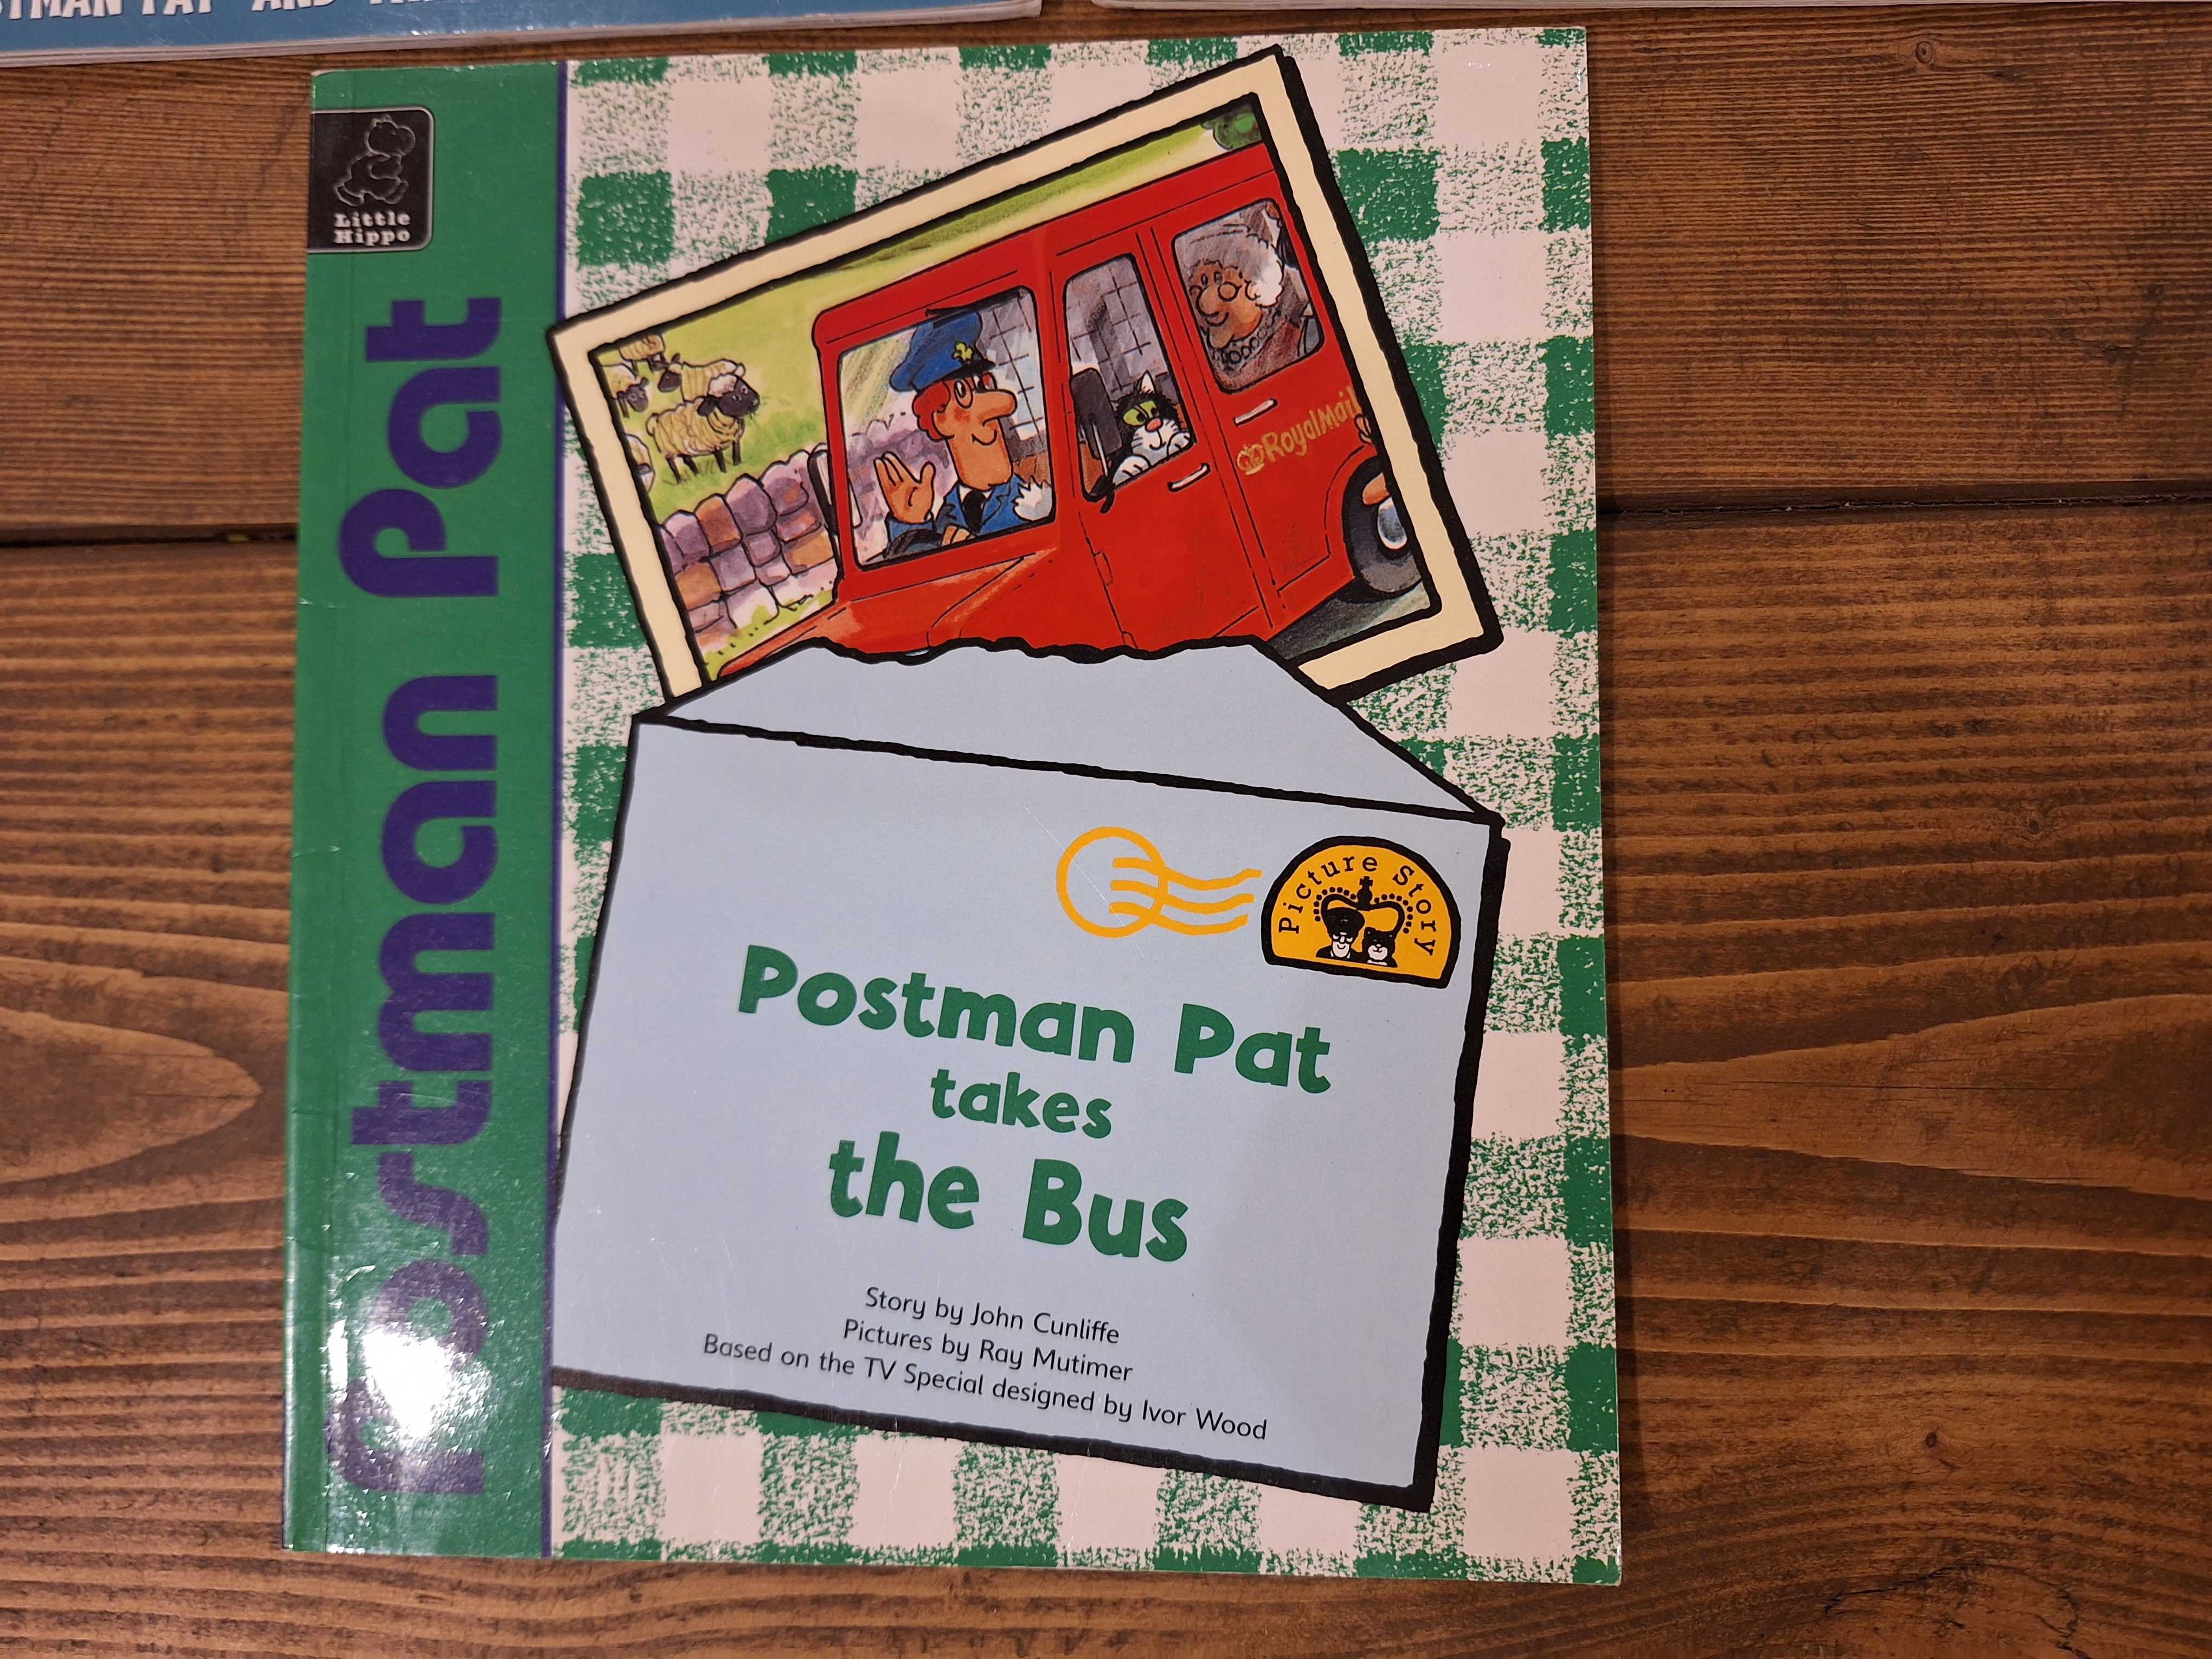 AND
Little
Hippo
Postman Pat
Royal Mail
Picture Story
Postman Pat
takes
the Bus
Story by John Cunliffe
Pictures by Ray Mutimer
Based on the TV Special designed by Ivor Wood